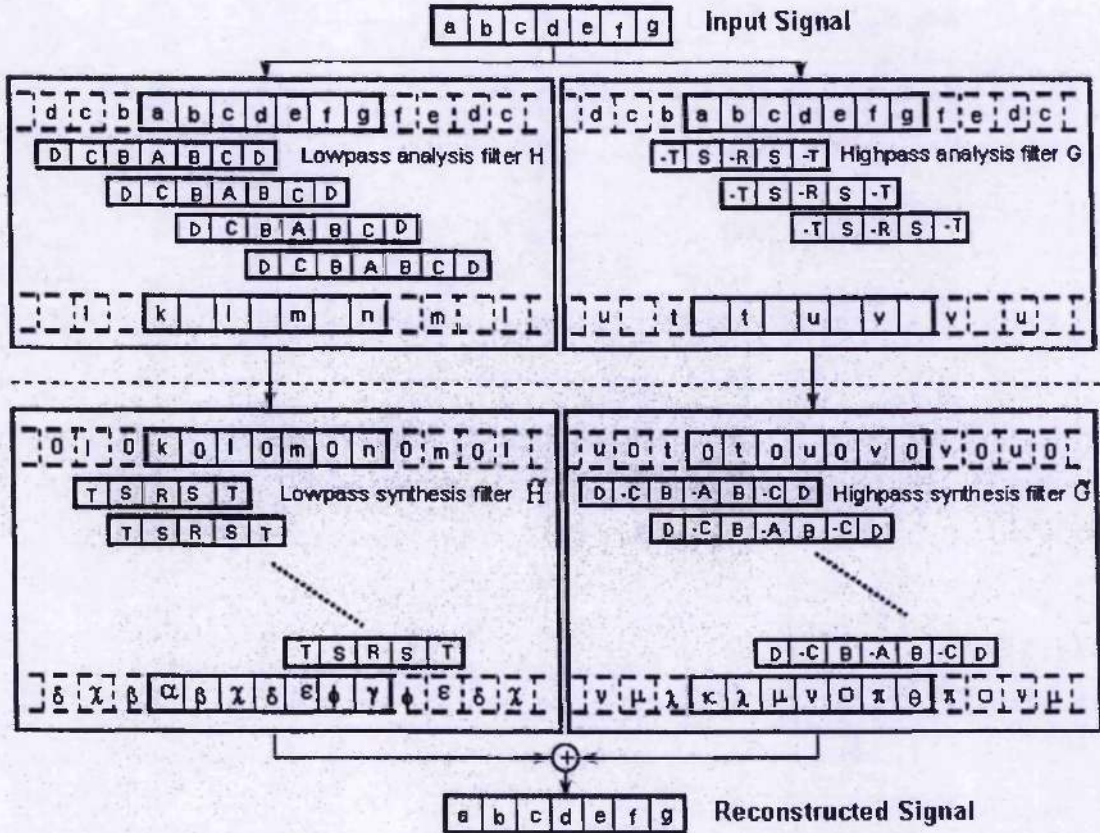 a b c d e f g Input Signal
d c b a b c d e f g f e d c
d c b a b c d e f g f e d c
D C B A B C D Lowpass analysis filter H
-T S -R S -T Highpass analysis filter G
D C B A B C D
-T S -R S -T
D C B A B C D
-T S -R S -T
D C B A B C D
l k l m n m l
u t t u v v u
0 l 0 k 0 l 0 m 0 n 0 m 0 l
u 0 t 0 t 0 u 0 v 0 v 0 u 0
T S R S T Lowpass synthesis filter H̃
D -C B -A B -C D Highpass synthesis filter G̃
T S R S T
D -C B -A B -C D
T S R S T
D -C B -A B -C D
δ χ β α β χ δ ε ϕ γ ϕ ε δ χ
ν μ λ κ λ μ ν ο π θ π ο ν μ
+
a b c d e f g Reconstructed Signal